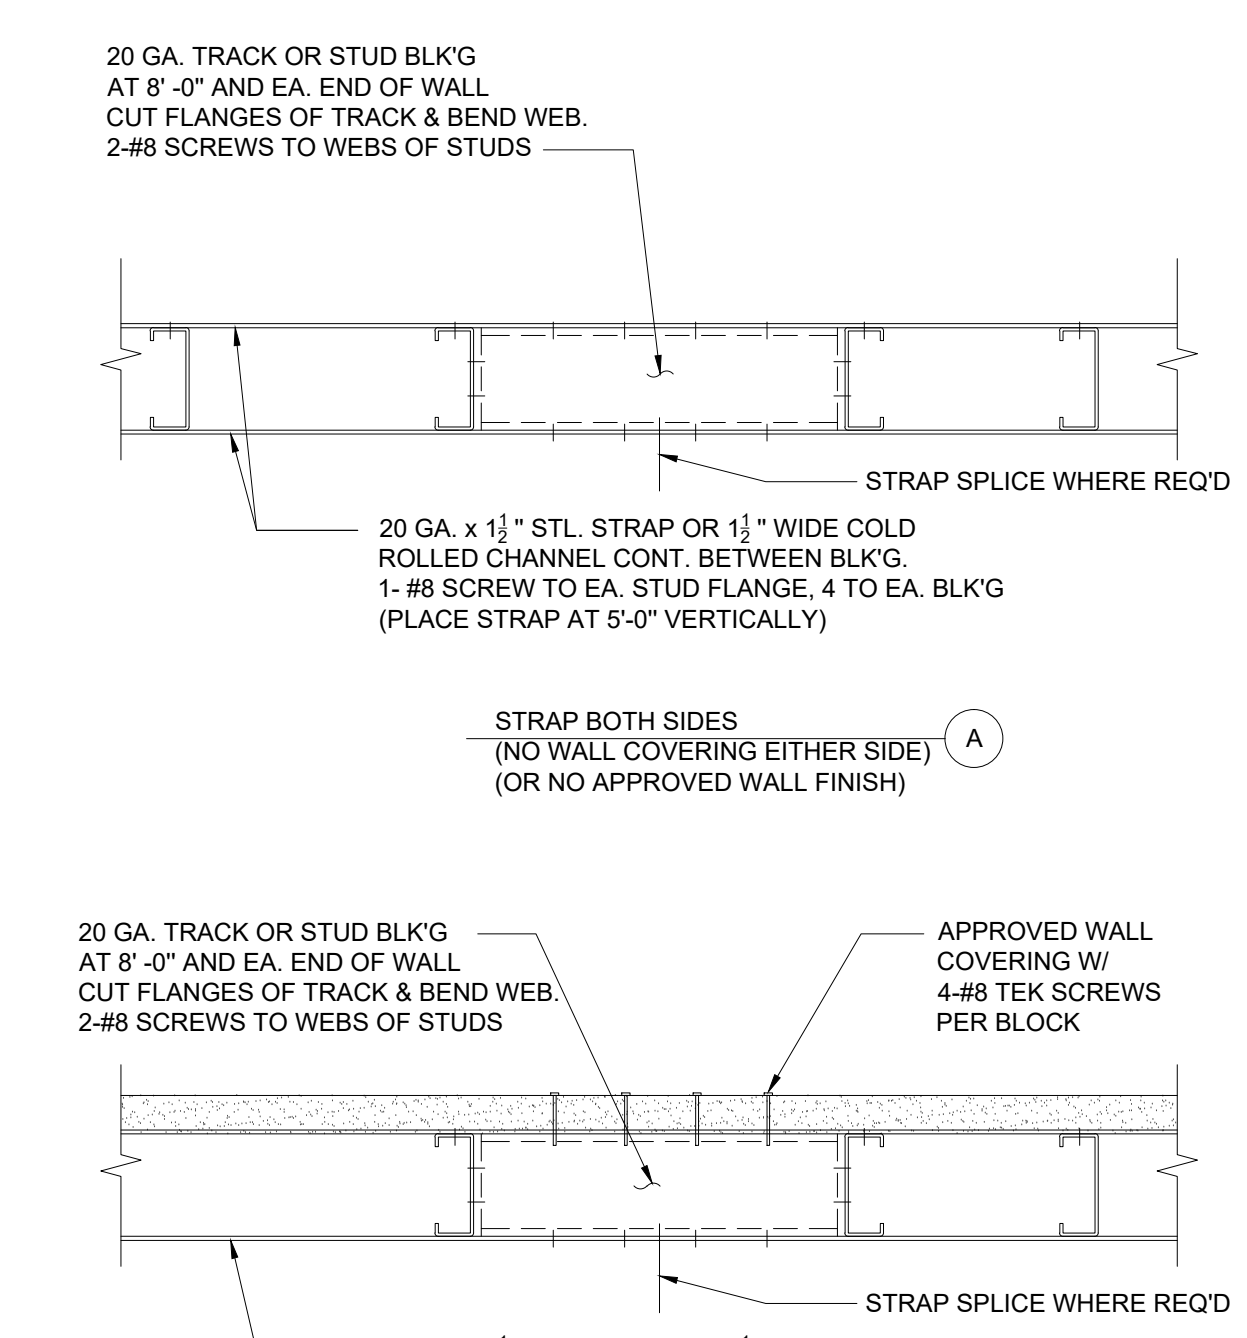 20 GA. TRACK OR STUD BLK'G
AT 8' -0" AND EA. END OF WALL
CUT FLANGES OF TRACK & BEND WEB.
2-#8 SCREWS TO WEBS OF STUDS
STRAP SPLICE WHERE REQ'D
20 GA. x 1 1/2 " STL. STRAP OR 1 1/2 " WIDE COLD
ROLLED CHANNEL CONT. BETWEEN BLK'G.
1- #8 SCREW TO EA. STUD FLANGE, 4 TO EA. BLK'G
(PLACE STRAP AT 5'-0" VERTICALLY)
STRAP BOTH SIDES
(NO WALL COVERING EITHER SIDE)
(OR NO APPROVED WALL FINISH)
A
20 GA. TRACK OR STUD BLK'G
AT 8' -0" AND EA. END OF WALL
CUT FLANGES OF TRACK & BEND WEB.
2-#8 SCREWS TO WEBS OF STUDS
APPROVED WALL
COVERING W/
4-#8 TEK SCREWS
PER BLOCK
STRAP SPLICE WHERE REQ'D